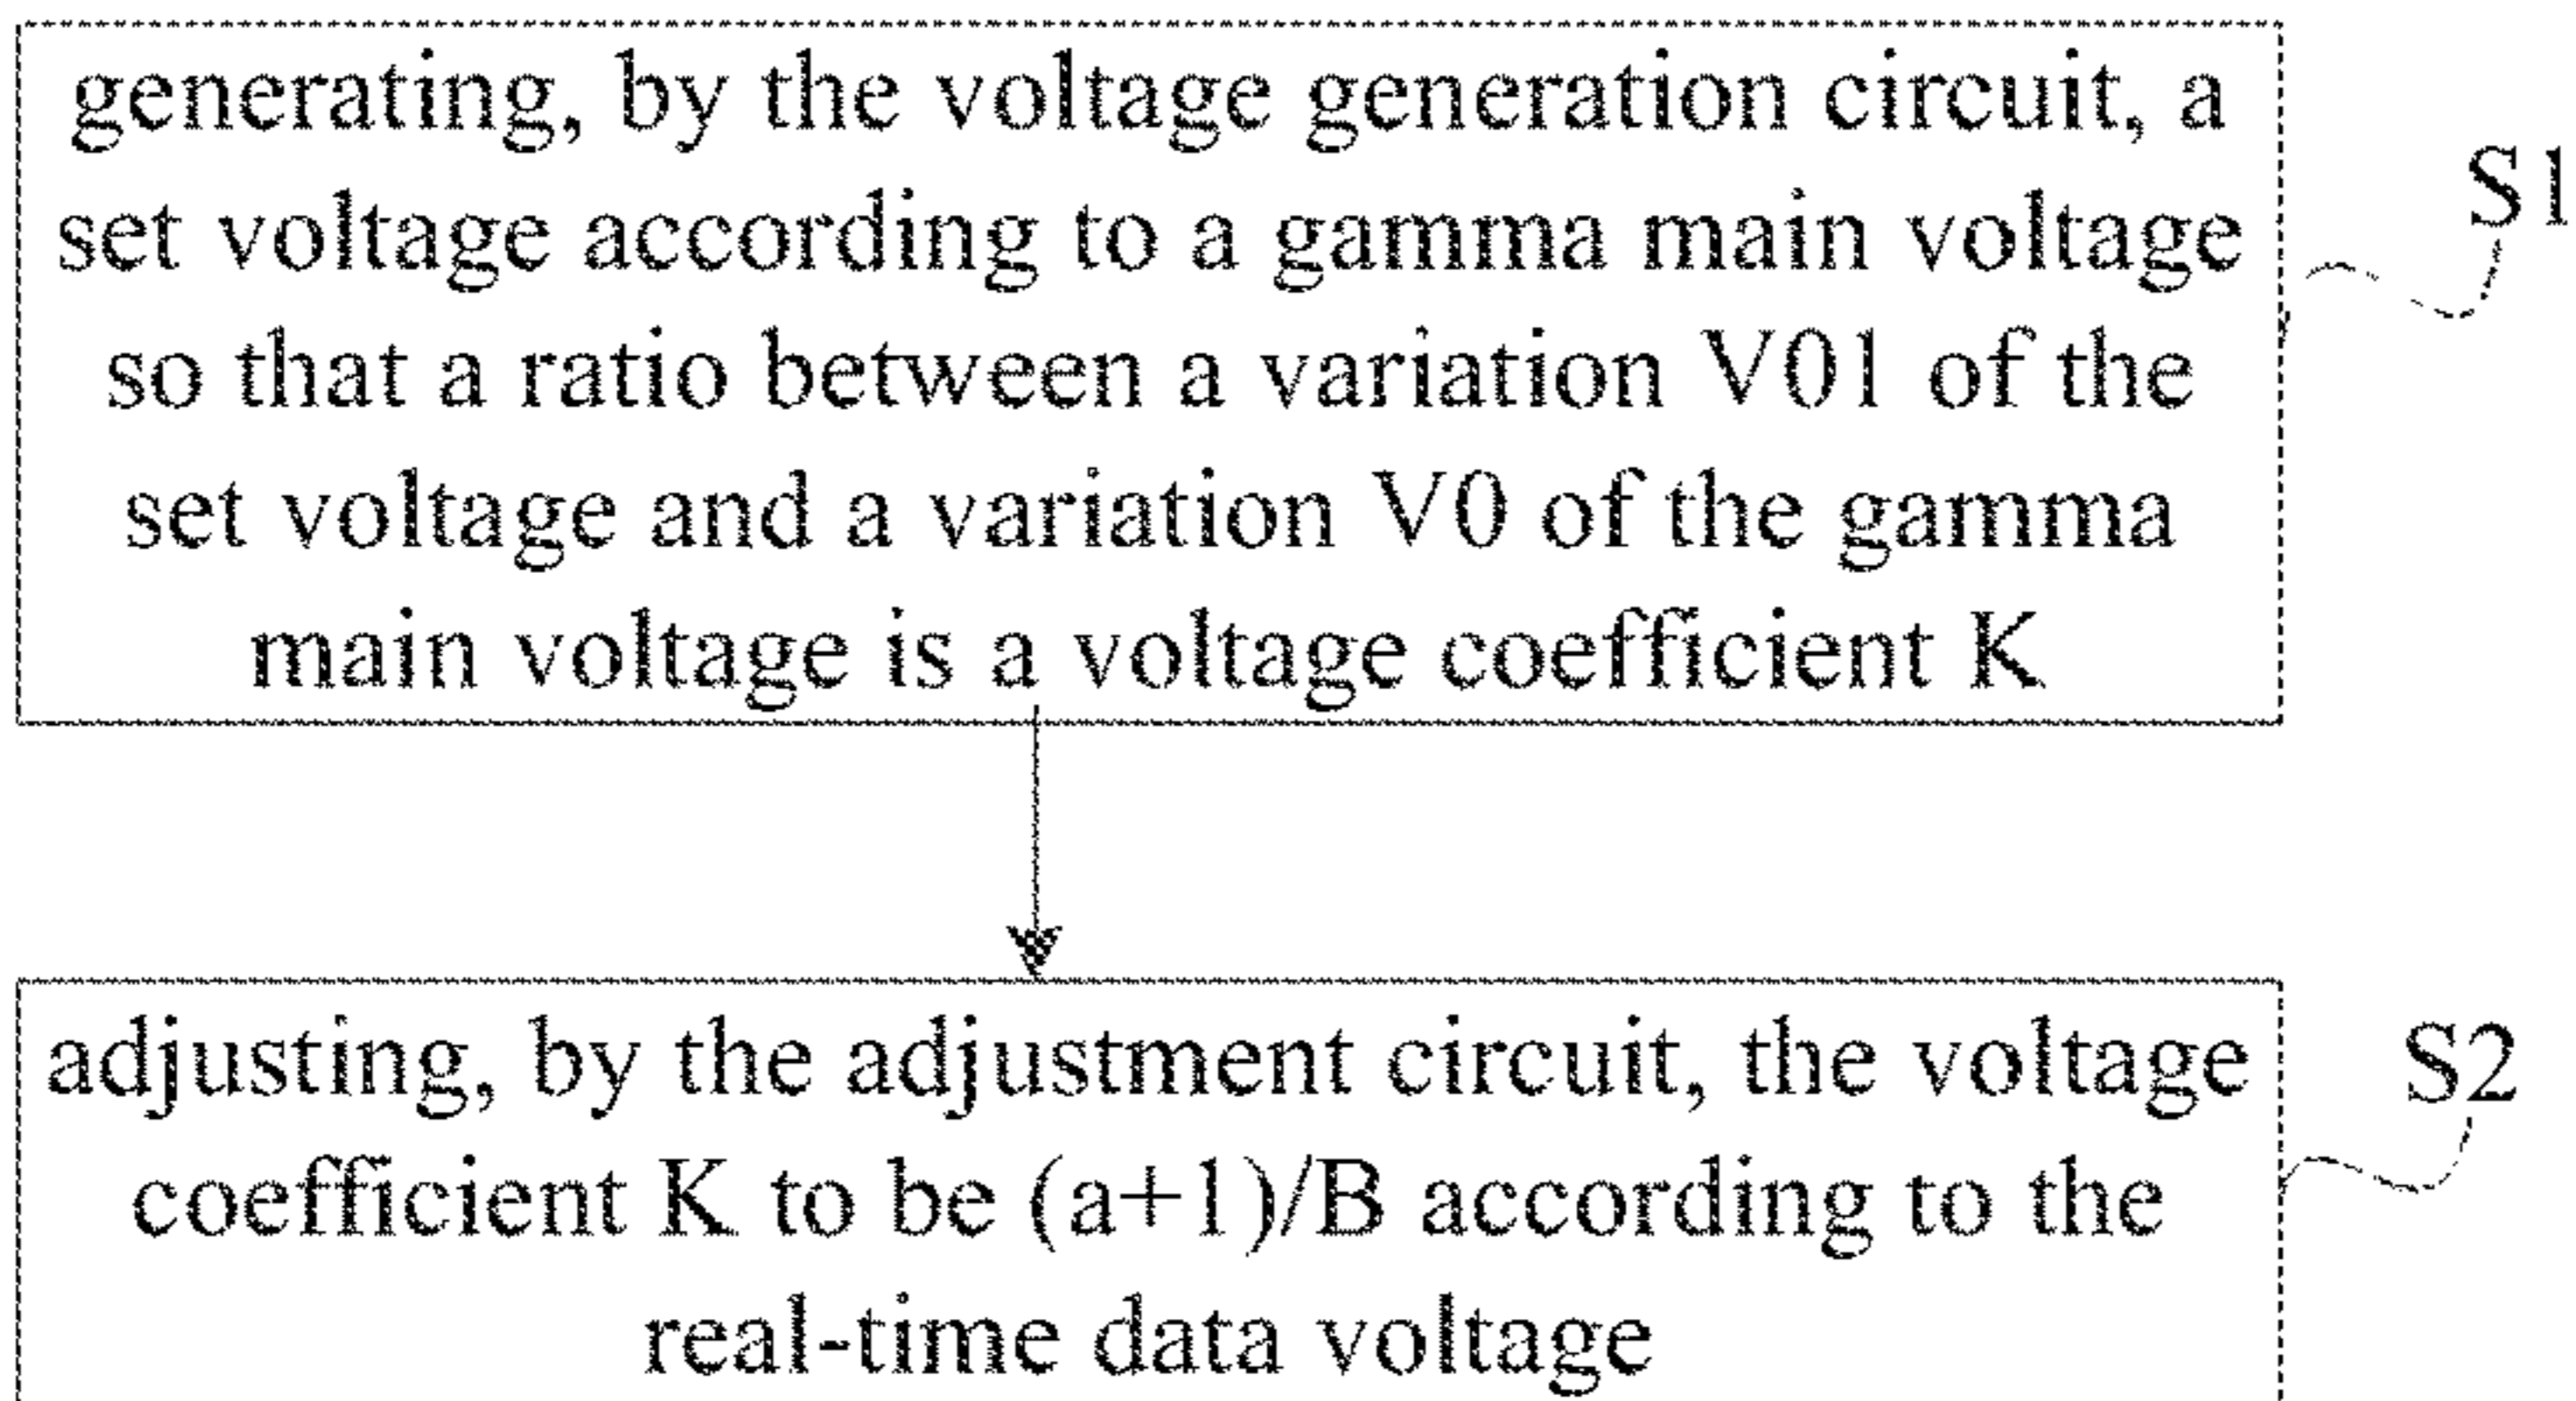 generating, by the voltage generation circuit, a
set voltage according to a gamma main voltage
so that a ratio between a variation V01 of the
set voltage and a variation V0 of the gamma
main voltage is a voltage coefficient K
S1
adjusting, by the adjustment circuit, the voltage
coefficient K to be (a+1)/B according to the
real-time data voltage
S2